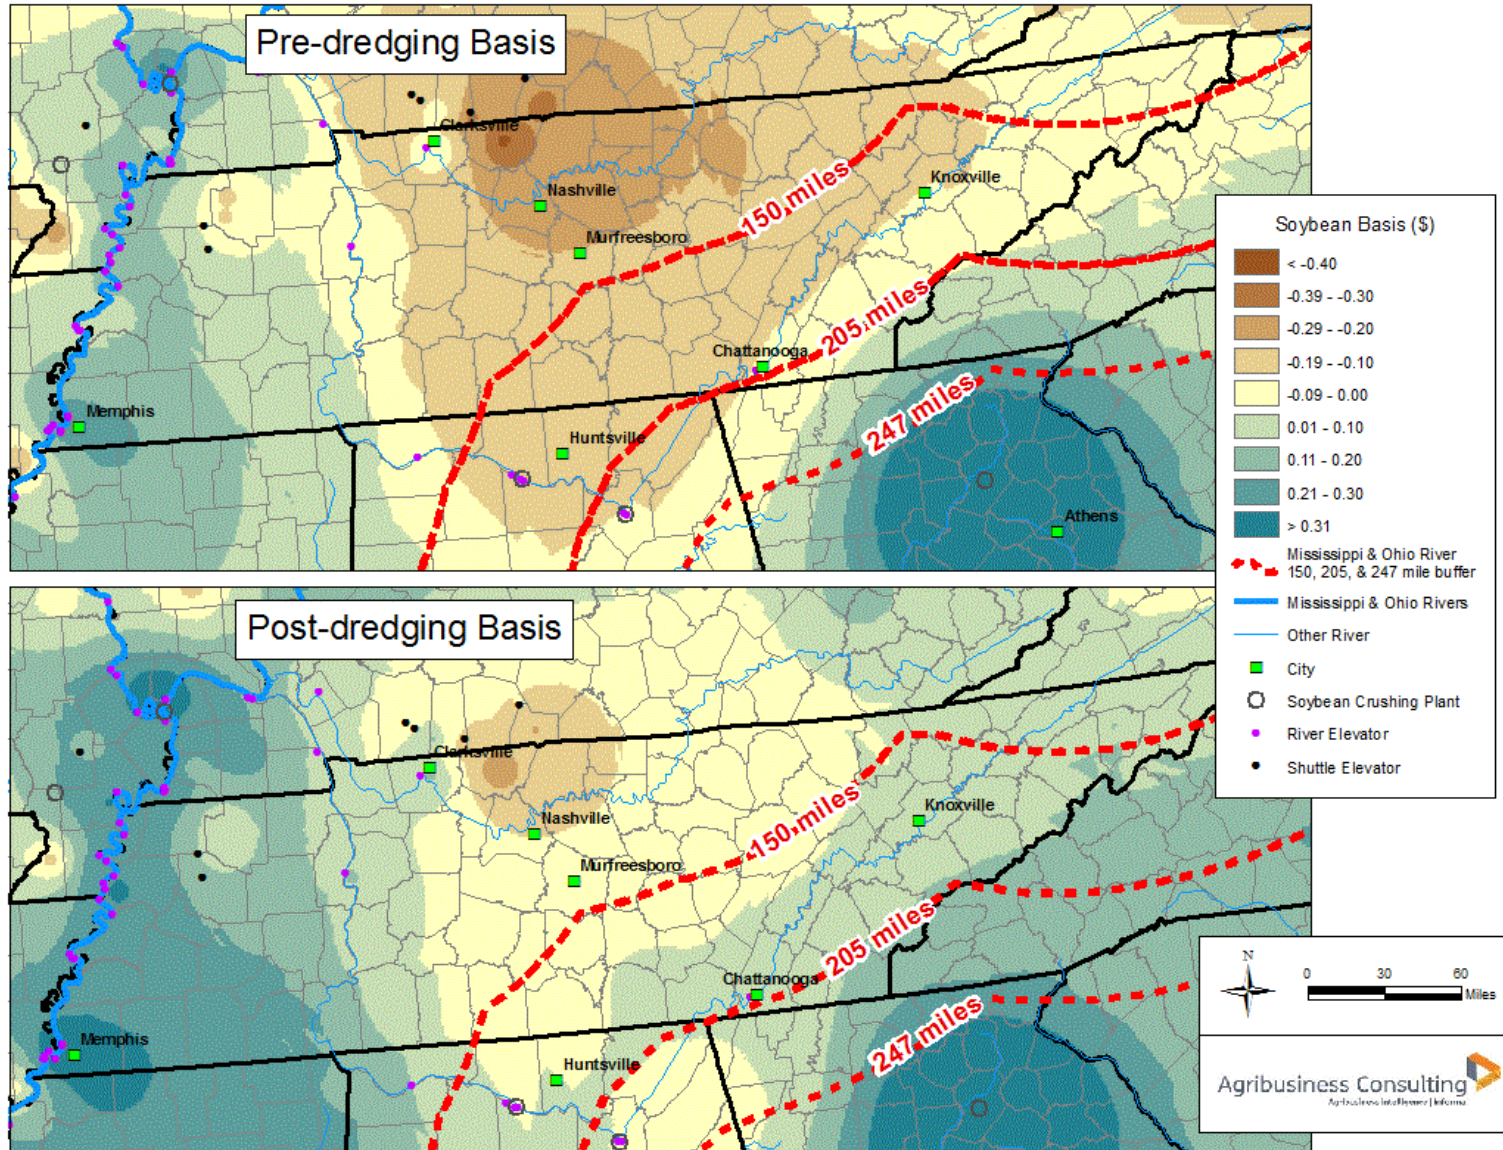 Pre-dredging Basis
Clarksville
Nashville
Knoxville
150 miles
Murfreesboro
205 miles
Chattanooga
247 miles
Memphis
Huntsville
Athens
Soybean Basis ($)
< -0.40
-0.39 - -0.30
-0.29 - -0.20
-0.19 - -0.10
-0.09 - 0.00
0.01 - 0.10
0.11 - 0.20
0.21 - 0.30
> 0.31
Mississippi & Ohio River
150, 205, & 247 mile buffer
Mississippi & Ohio Rivers
Other River
City
Soybean Crushing Plant
River Elevator
Shuttle Elevator
Post-dredging Basis
Clarksville
Nashville
Knoxville
150 miles
Murfreesboro
205 miles
Chattanooga
247 miles
Memphis
Huntsville
N
0 30 60
Miles
Agribusiness Consulting
Agribusiness Intelligence | Informa